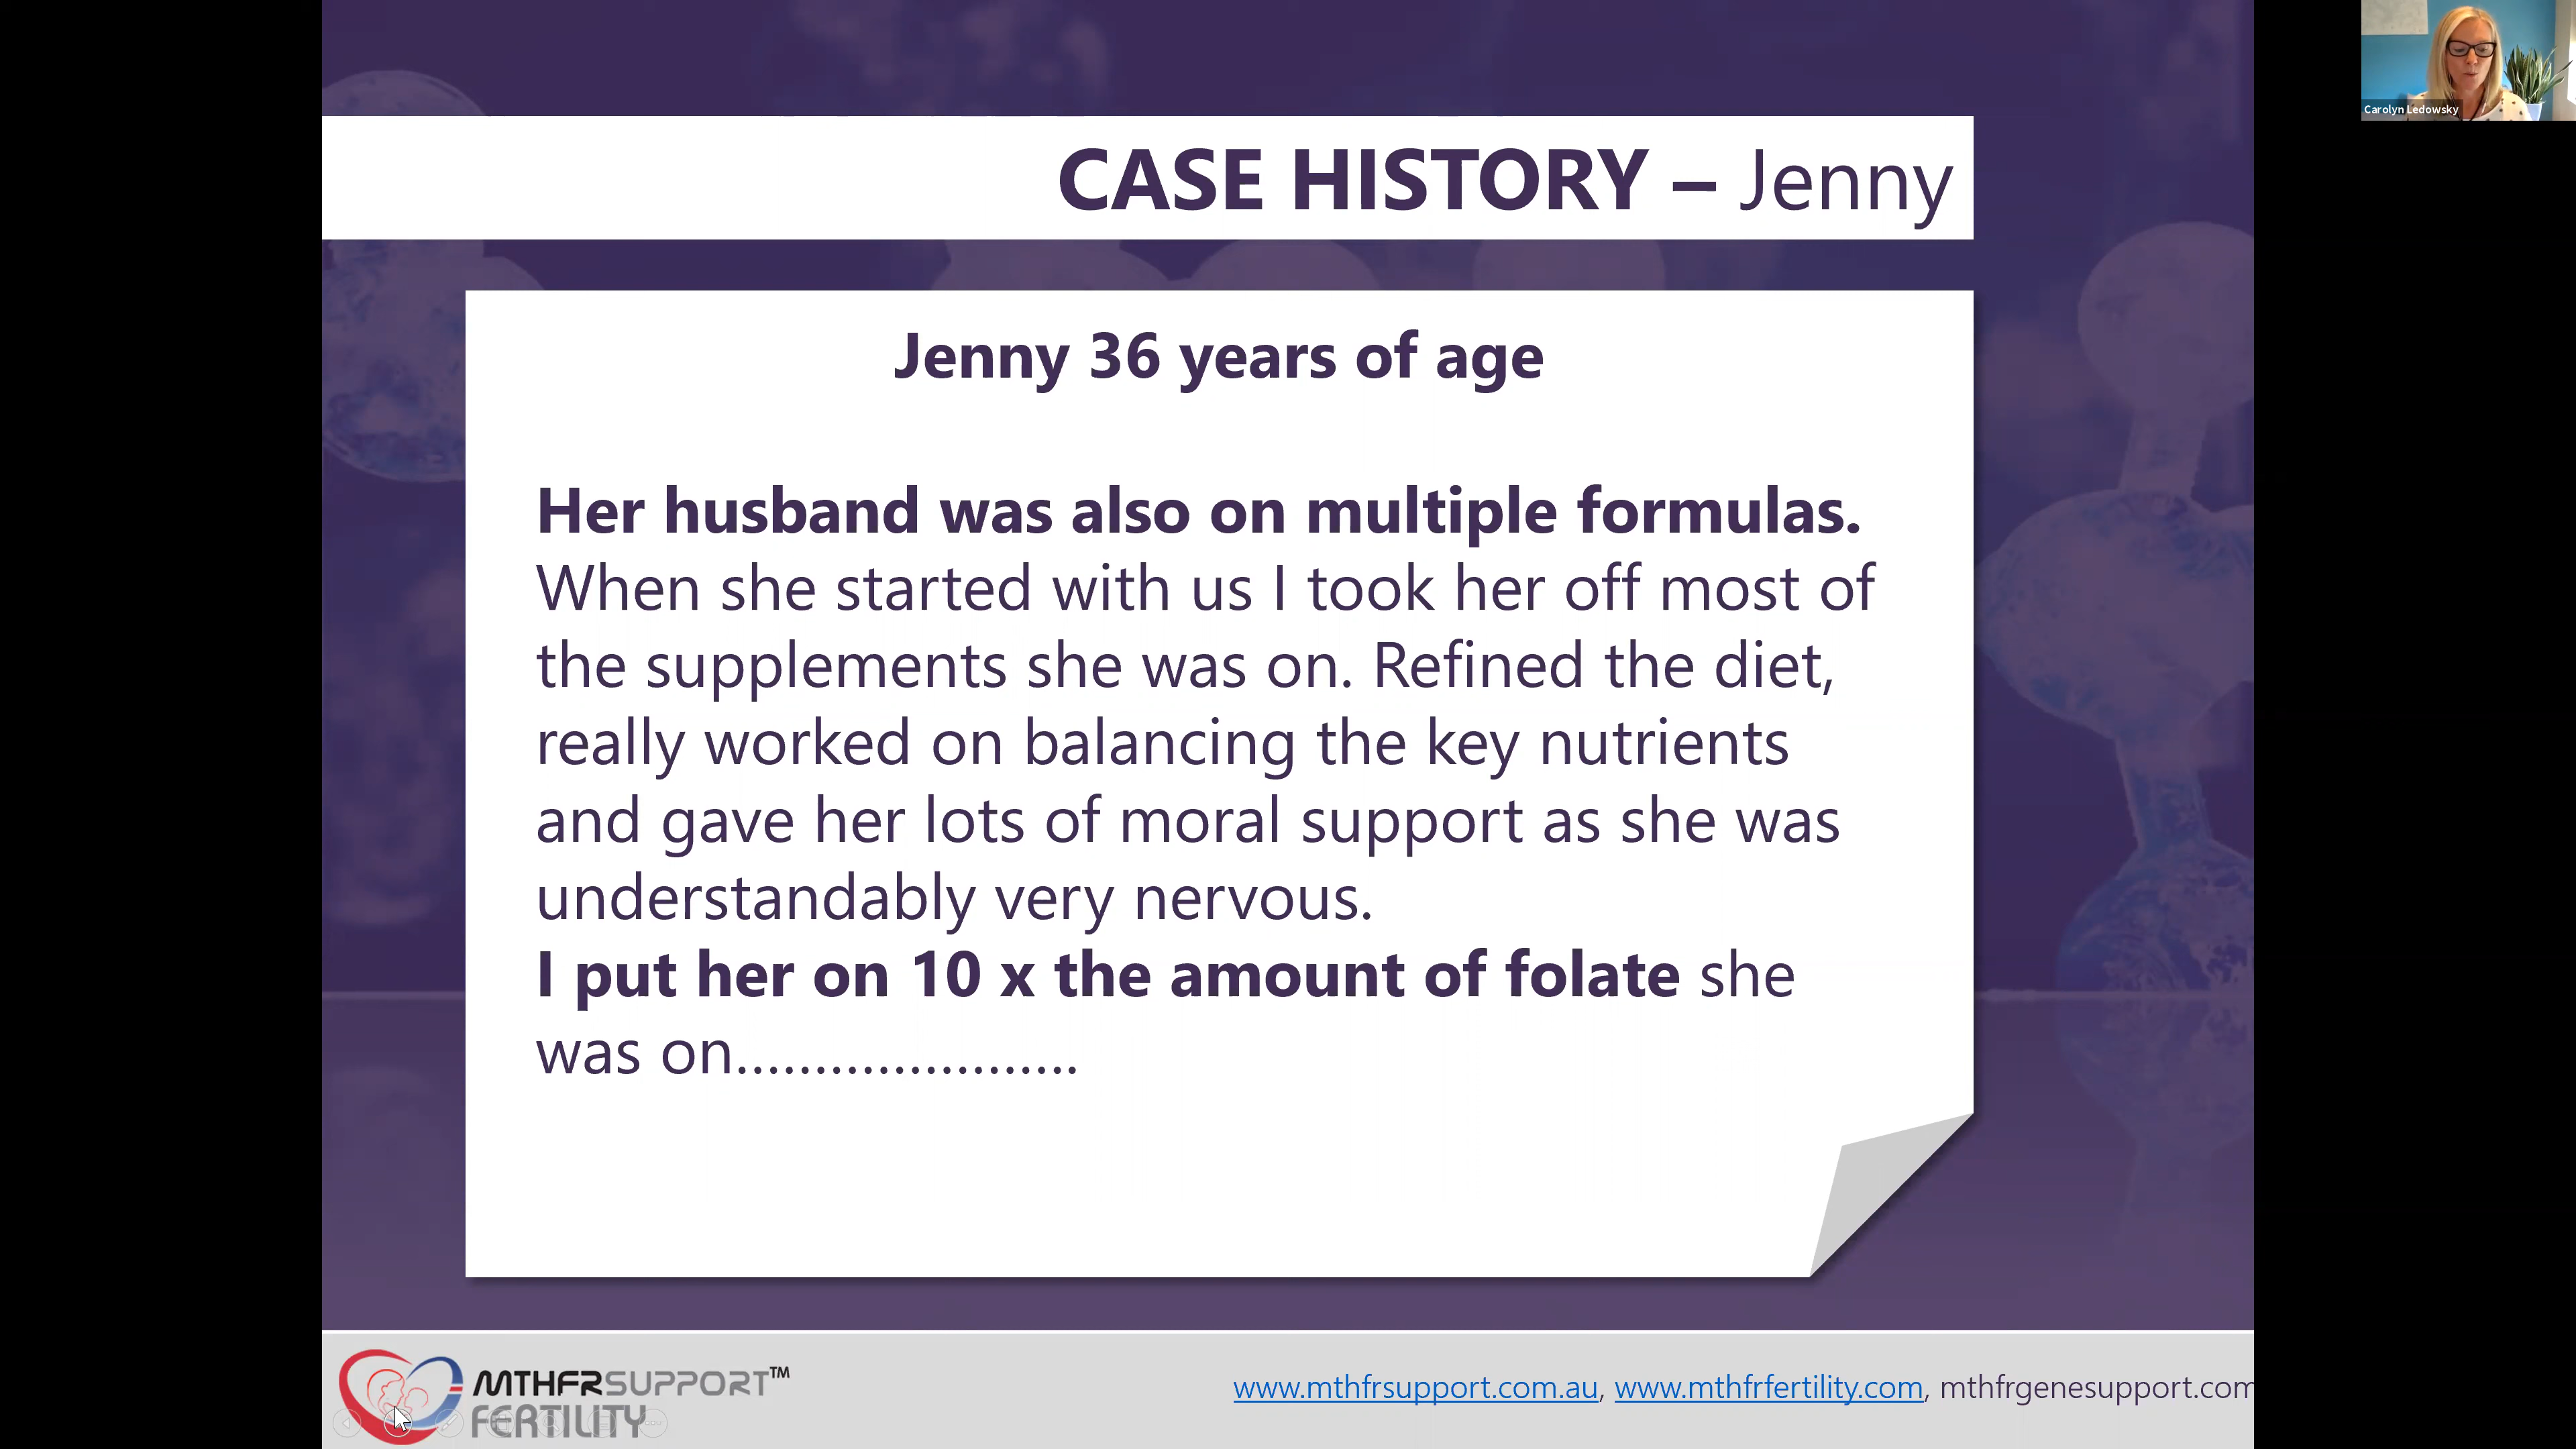 Carolyn Ledowsky
CASE HISTORY – Jenny
Jenny 36 years of age
Her husband was also on multiple formulas.
When she started with us I took her off most of
the supplements she was on. Refined the diet,
really worked on balancing the key nutrients
and gave her lots of moral support as she was
understandably very nervous.
I put her on 10 x the amount of folate she
was on......................
MTHFRSUPPORT™
FERTILITY
www.mthfrsupport.com.au, www.mthfrfertility.com, mthfrgenesupport.com